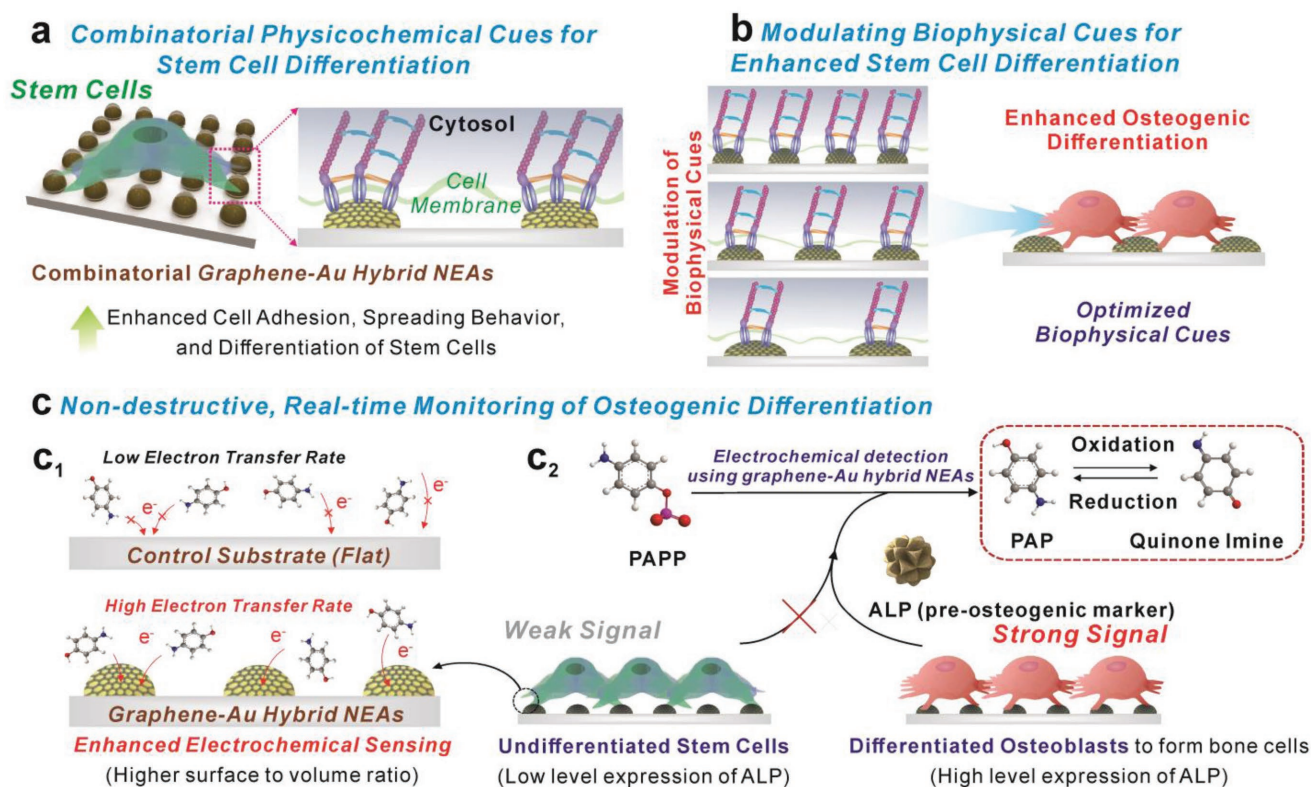 a Combinatorial Physicochemical Cues for
Stem Cell Differentiation
Stem Cells
Cytosol
Cell
Membrane
Combinatorial Graphene-Au Hybrid NEAs
Enhanced Cell Adhesion, Spreading Behavior,
and Differentiation of Stem Cells
b Modulating Biophysical Cues for
Enhanced Stem Cell Differentiation
Modulation of
Biophysical Cues
Enhanced Osteogenic
Differentiation
Optimized
Biophysical Cues
c Non-destructive, Real-time Monitoring of Osteogenic Differentiation
c1
Low Electron Transfer Rate
e-
e-
e-
Control Substrate (Flat)
High Electron Transfer Rate
e-
e-
e-
Graphene-Au Hybrid NEAs
Enhanced Electrochemical Sensing
(Higher surface to volume ratio)
c2
PAPP
Electrochemical detection
using graphene-Au hybrid NEAs
Oxidation
Reduction
PAP
Quinone Imine
ALP (pre-osteogenic marker)
Weak Signal
Strong Signal
Undifferentiated Stem Cells
(Low level expression of ALP)
Differentiated Osteoblasts to form bone cells
(High level expression of ALP)